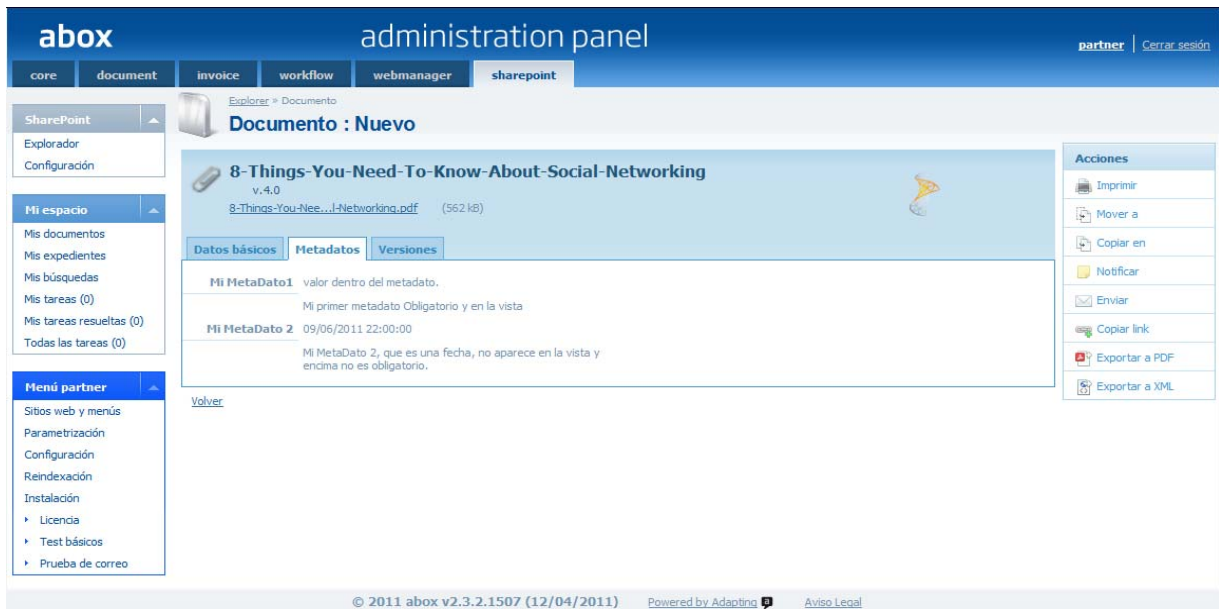 abox
administration panel
partner
Cerrar sesión
core
document
invoice
workflow
webmanager
sharepoint
SharePoint
Explorador
Configuración
Mi espacio
Mis documentos
Mis expedientes
Mis búsquedas
Mis tareas (0)
Mis tareas resueltas (0)
Todas las tareas (0)
Menú partner
Sitios web y menús
Parametrización
Configuración
Reindexación
Instalación
Licencia
Test básicos
Prueba de correo
Explorer » Documento
Documento : Nuevo
8-Things-You-Need-To-Know-About-Social-Networking
v.4.0
8-Things-You-Nee...l-Networking.pdf (562 kB)
Datos básicos
Metadatos
Versiones
Mi MetaDato1 valor dentro del metadato.
Mi primer metadato Obligatorio y en la vista
Mi MetaDato 2 09/06/2011 22:00:00
Mi MetaDato 2, que es una fecha, no aparece en la vista y
encima no es obligatorio.
Volver
Acciones
Imprimir
Mover a
Copiar en
Notificar
Enviar
Copiar link
Exportar a PDF
Exportar a XML
© 2011 abox v2.3.2.1507 (12/04/2011)
Powered by Adapting
Aviso Legal